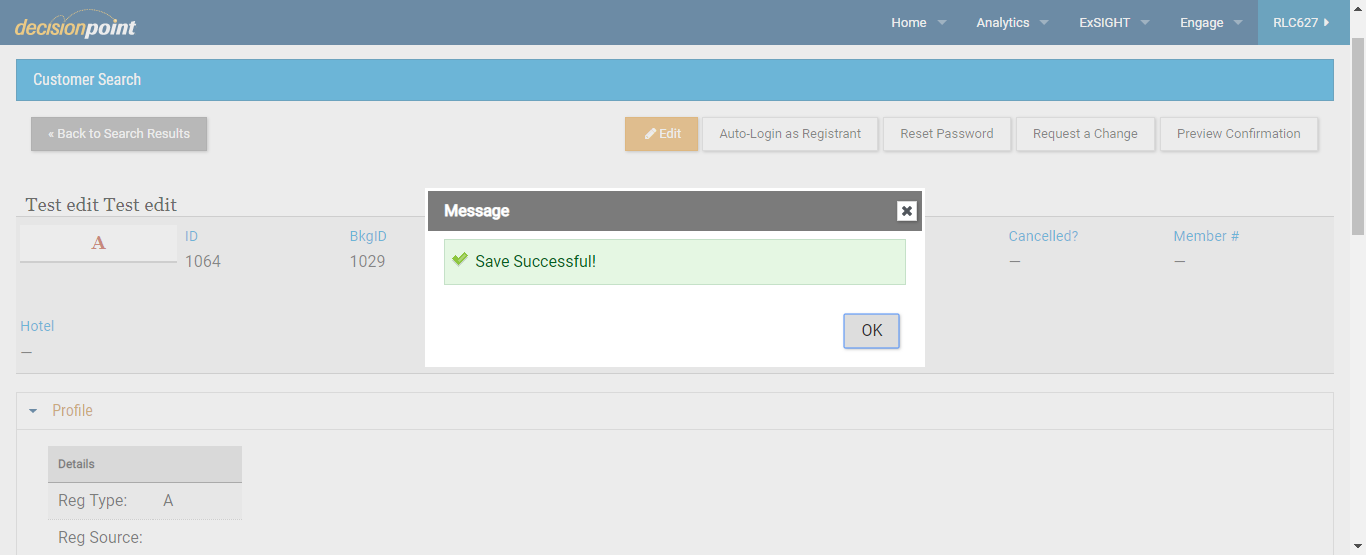 decisionpoint
Home Analytics ExSIGHT Engage RLC627
Customer Search
« Back to Search Results Edit Auto-Login as Registrant Reset Password Request a Change Preview Confirmation
Test edit Test edit
Message
A ID BkgID Cancelled? Member #
1064 1029 — —
Save Successful!
OK
Hotel
—
Profile
Details
Reg Type: A
Reg Source: